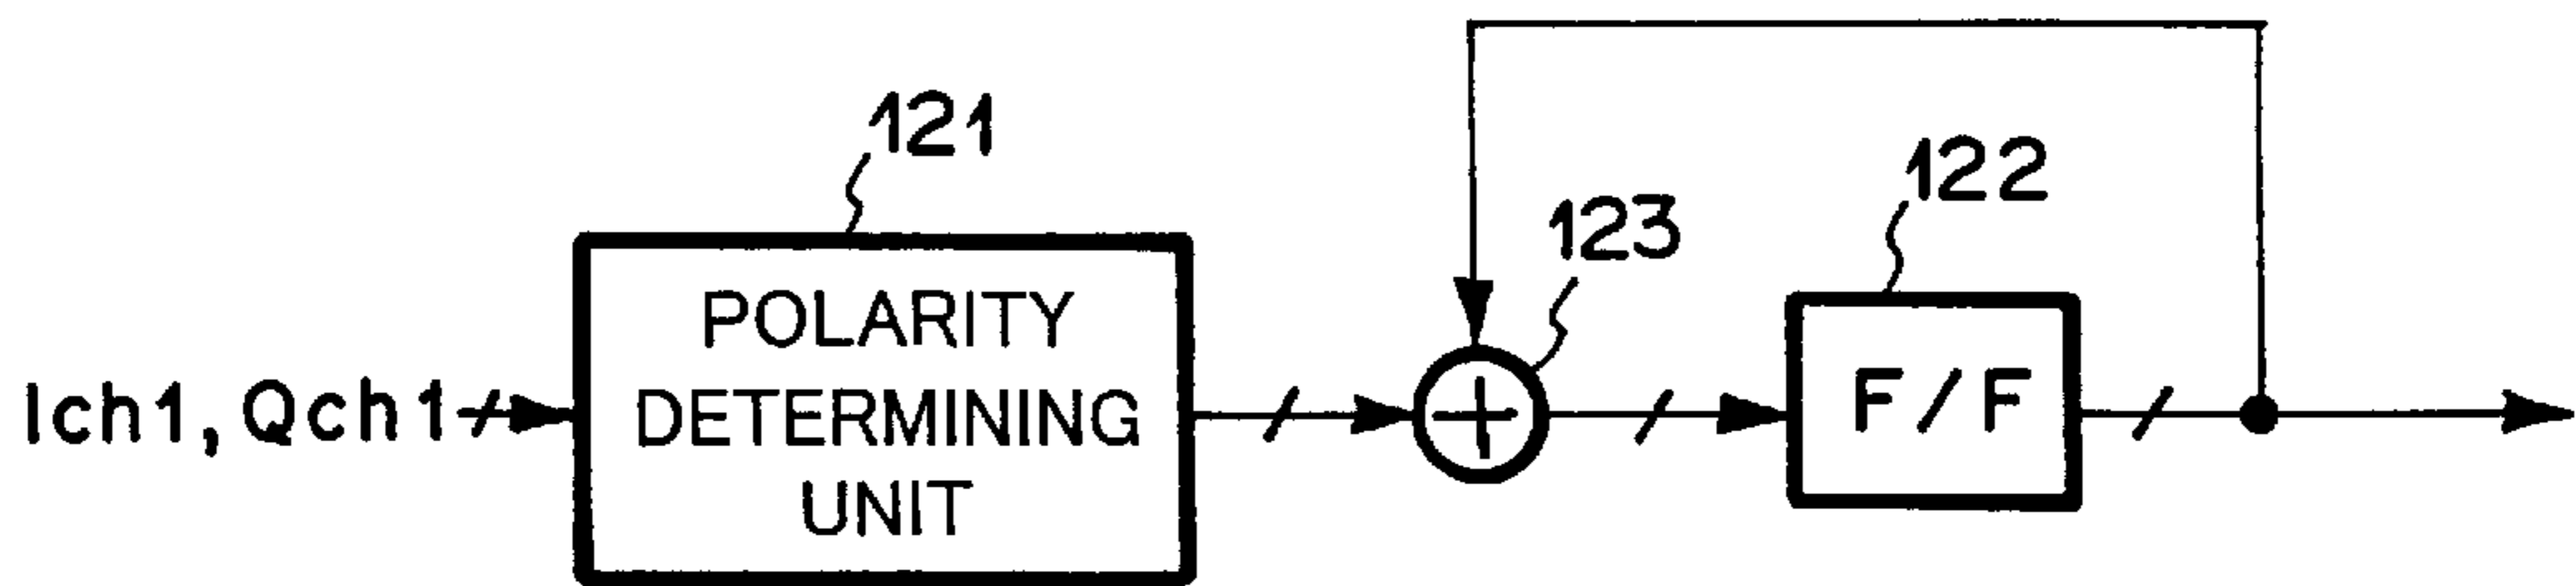 121
122
123
POLARITY
DETERMINING
UNIT
Ich1, Qch1
F/F